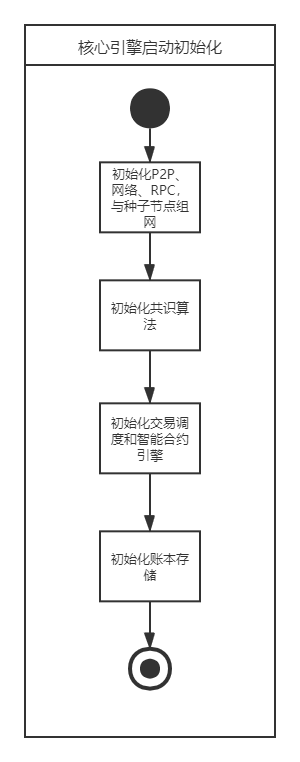 核心引擎启动初始化
初始化P2P、
网络、RPC，
与种子节点组
网
初始化共识算
法
初始化交易调
度和智能合约
引擎
初始化账本存
储